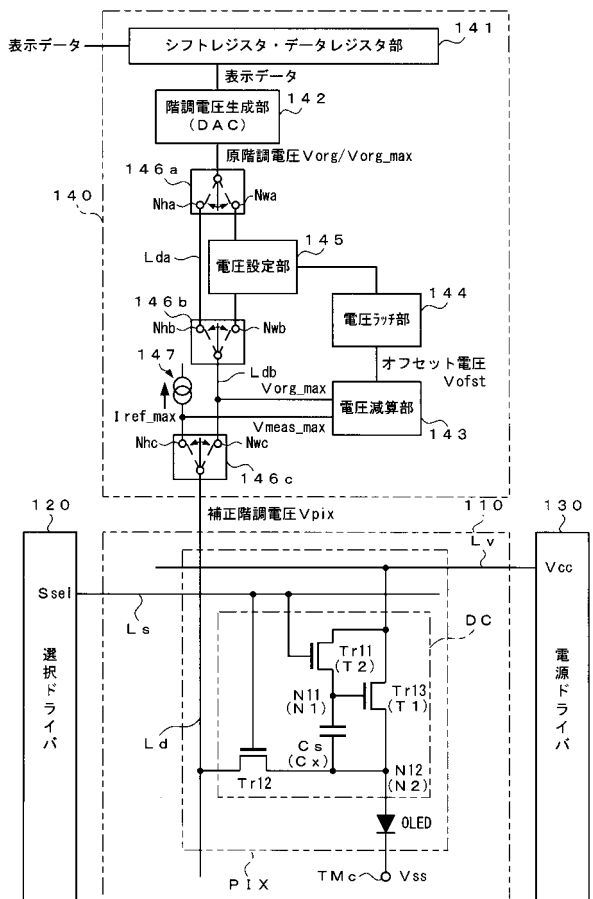 141
表示データ
シフトレジスタ・データレジスタ部
表示データ
142
階調電圧生成部
(DAC)
原階調電圧Vorg/Vorg_max
146a
140
Nha
Nwa
Lda
145
電圧設定部
146b
144
Nhb
Nwb
電圧ラッチ部
147
Ldb
オフセット電圧
Vofst
Vorg_max
電圧減算部
Iref_max
Vmeas_max
143
Nhc
Nwc
146c
120
補正階調電圧Vpix
110
130
Lv
Vcc
Ssel
Ls
DC
Tr11
(T2)
選択ドライバ
電源ドライバ
N11
(N1)
Tr13
(T1)
Ld
Cs
(Cx)
Tr12
N12
(N2)
OLED
PIX
TMc
Vss